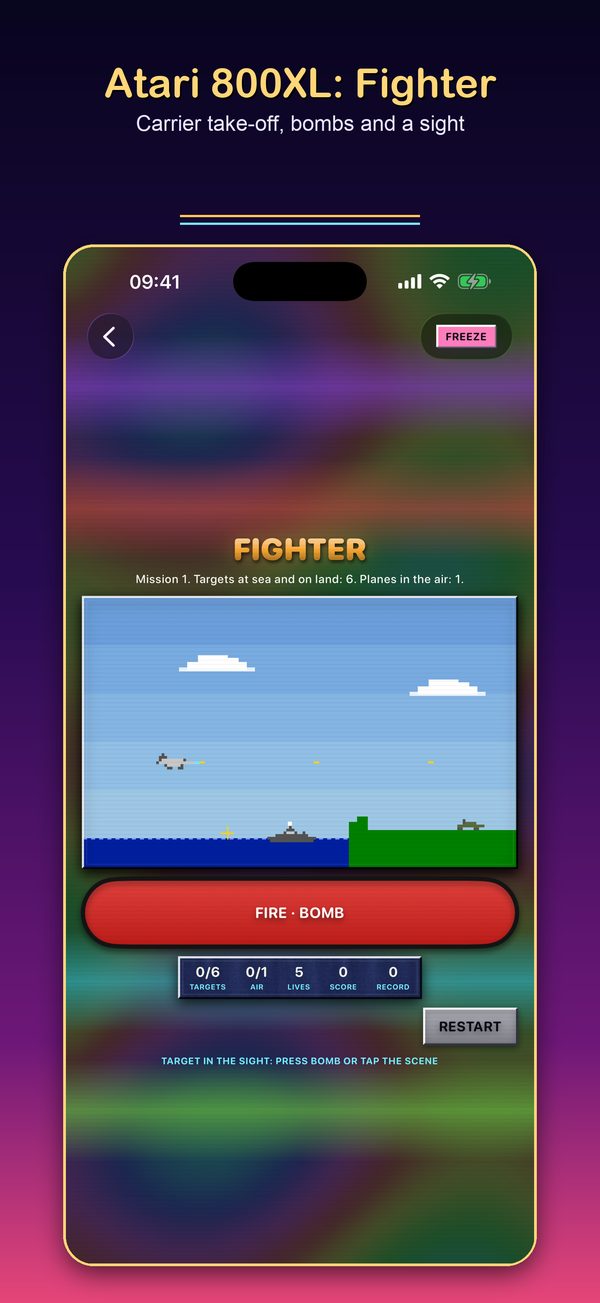 Atari 800XL: Fighter
Carrier take-off, bombs and a sight
09:41
FREEZE
FIGHTER
Mission 1. Targets at sea and on land: 6. Planes in the air: 1.
FIRE · BOMB
0/6 0/1 5 0 0
TARGETS AIR LIVES SCORE RECORD
RESTART
TARGET IN THE SIGHT: PRESS BOMB OR TAP THE SCENE